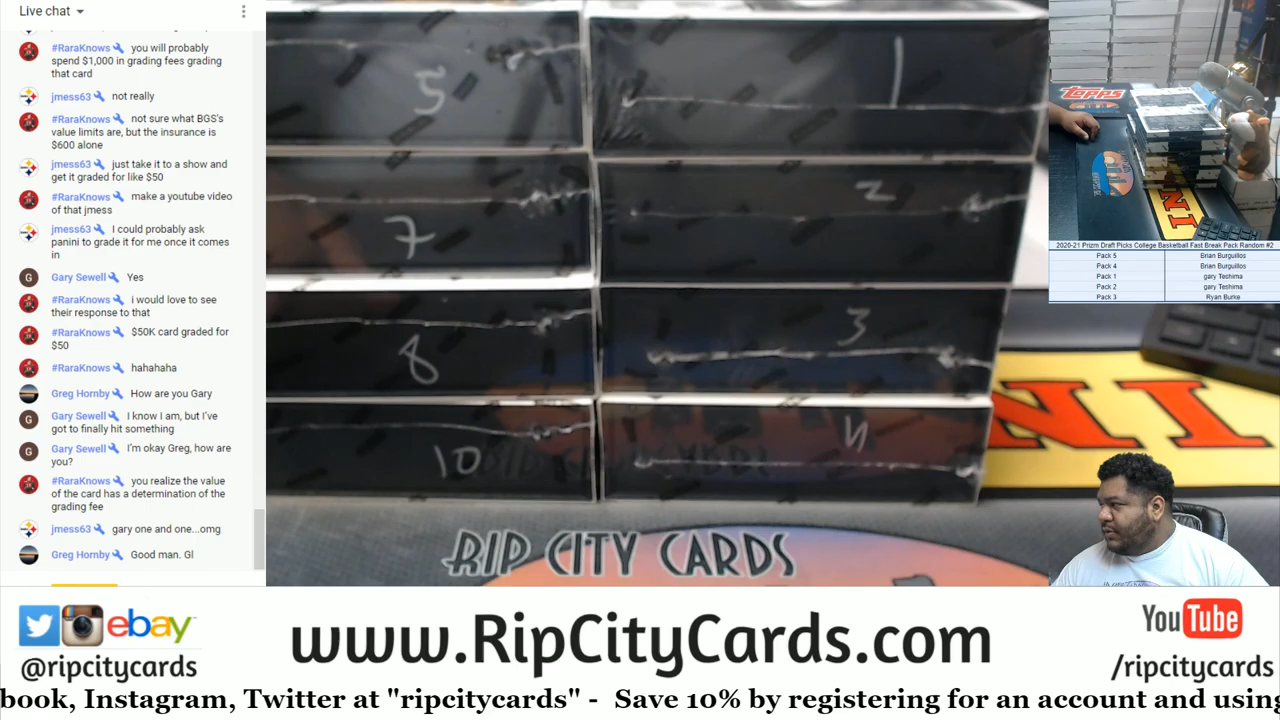 Live chat
#RaraKnows you will probably
spend $1,000 in grading fees grading
that card
jmess63 not really
#RaraKnows not sure what BGS's
value limits are, but the insurance is
$600 alone
jmess63 just take it to a show and
get it graded for like $50
#RaraKnows make a youtube video
of that jmess
jmess63 I could probably ask
panini to grade it for me once it comes
in
Gary Sewell Yes
#RaraKnows i would love to see
their response to that
#RaraKnows $50K card graded for
$50
#RaraKnows hahahaha
Greg Hornby How are you Gary
Gary Sewell I know I am, but I've
got to finally hit something
Gary Sewell I'm okay Greg, how are
you?
#RaraKnows you realize the value
of the card has a determination of the
grading fee
jmess63 gary one and one...omg
Greg Hornby Good man. Gl
5
1
7
2
8
3
10
4
NI
RIP CITY CARDS
Topps
2020-21 Prizm Draft Picks College Basketball Fast Break Pack Random #2
Pack 5 Brian Burguillos
Pack 4 Brian Burguillos
Pack 1 gary Teshima
Pack 2 gary Teshima
Pack 3 Ryan Burke
ebay
@ripcitycards
www.RipCityCards.com
YouTube
/ripcitycards
book, Instagram, Twitter at "ripcitycards" - Save 10% by registering for an account and using